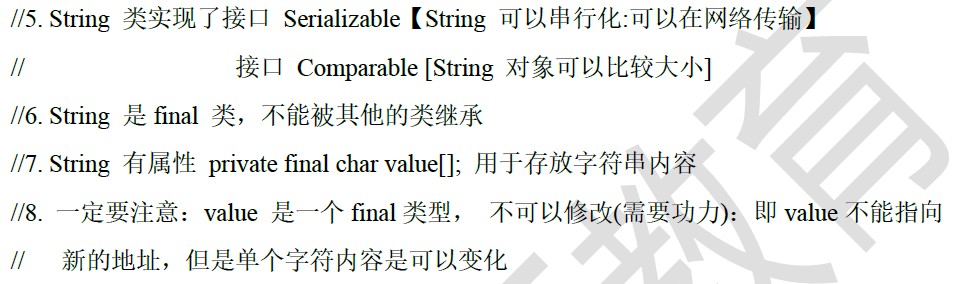 //5. String 类实现了接口 Serializable【String 可以串行化:可以在网络传输】
// 接口 Comparable [String 对象可以比较大小]
//6. String 是 final 类，不能被其他的类继承
//7. String 有属性 private final char value[]; 用于存放字符串内容
//8. 一定要注意：value 是一个 final 类型， 不可以修改(需要功力)：即 value 不能指向
// 新的地址，但是单个字符内容是可以变化
教育